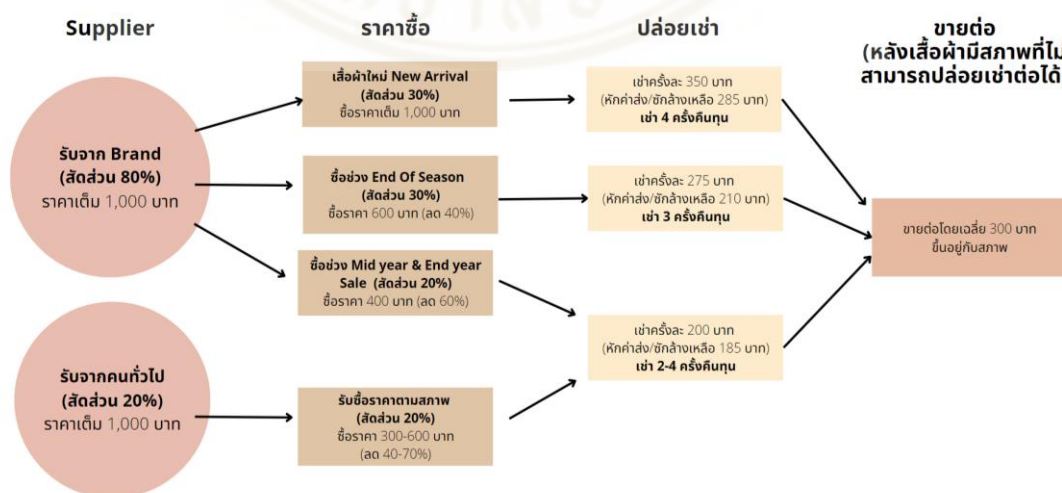 Supplier
ราคาซื้อ
ปล่อยเช่า
ขายต่อ
(หลังเสื้อผ้ามีสภาพที่ไม
สามารถปล่อยเช่าต่อได้
รับจาก Brand
(สัดส่วน 80%)
ราคาเต็ม 1,000 บาท
รับจากคนทั่วไป
(สัดส่วน 20%)
ราคาเต็ม 1,000 บาท
เสื้อผ้าใหม่ New Arrival
(สัดส่วน 30%)
ซื้อราคาเต็ม 1,000 บาท
ซื้อช่วง End Of Season
(สัดส่วน 30%)
ซื้อราคา 600 บาท (ลด 40%)
ซื้อช่วง Mid year & End year
Sale (สัดส่วน 20%)
ซื้อราคา 400 บาท (ลด 60%)
รับซื้อราคาตามสภาพ
(สัดส่วน 20%)
ซื้อราคา 300-600 บาท
(ลด 40-70%)
เช่าครั้งละ 350 บาท
(หักค่าส่ง/ซักล้างเหลือ 285 บาท)
เช่า 4 ครั้งคืนทุน
เช่าครั้งละ 275 บาท
(หักค่าส่ง/ซักล้างเหลือ 210 บาท)
เช่า 3 ครั้งคืนทุน
เช่าครั้งละ 200 บาท
(หักค่าส่ง/ซักล้างเหลือ 185 บาท)
เช่า 2-4 ครั้งคืนทุน
ขายต่อโดยเฉลี่ย 300 บาท
ขึ้นอยู่กับสภาพ